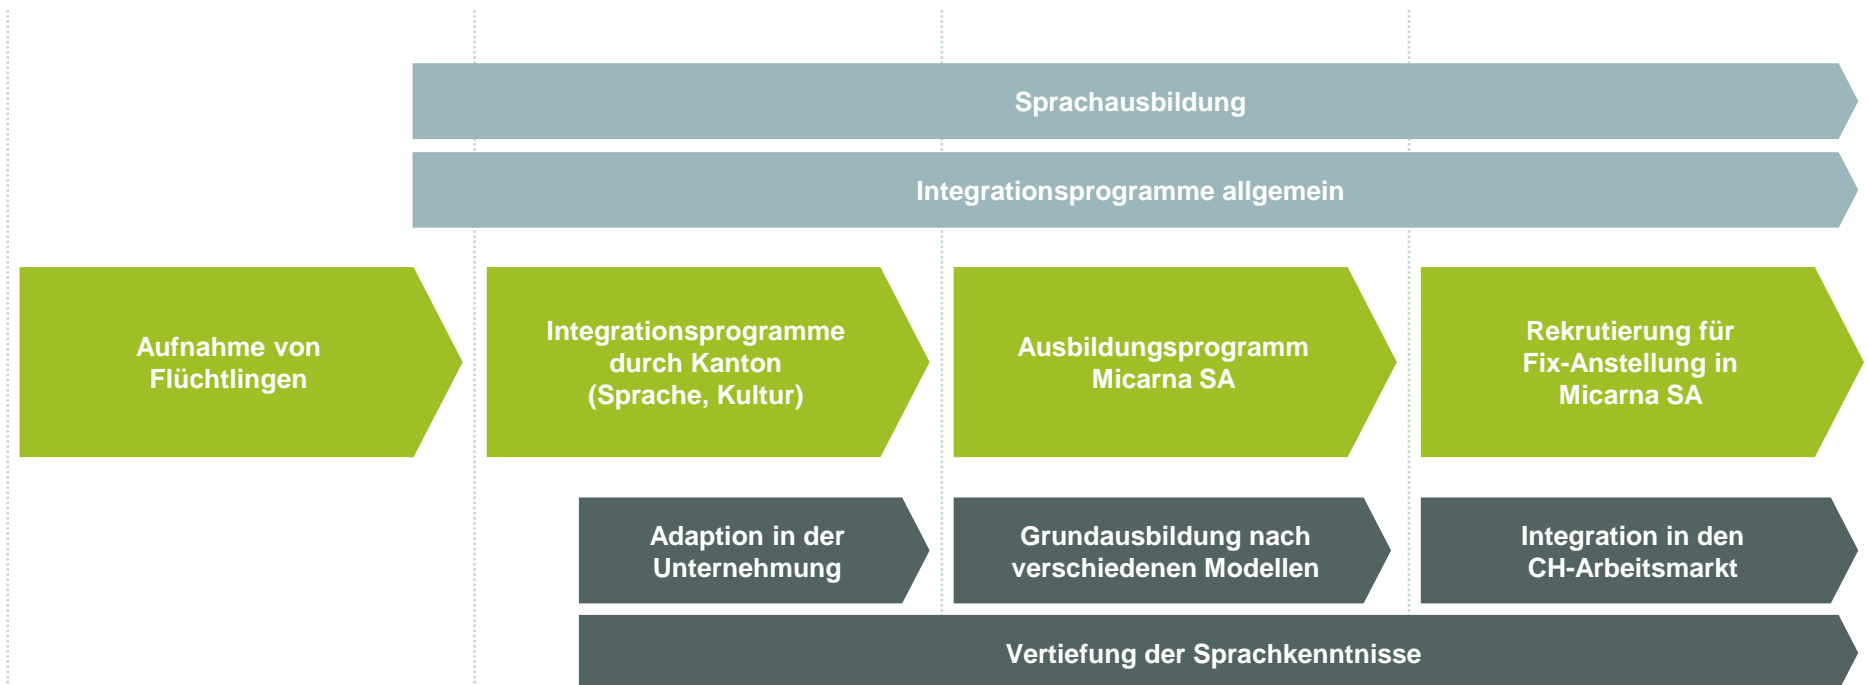 Sprachausbildung
Integrationsprogramme allgemein
Aufnahme von
Flüchtlingen
Integrationsprogramme
durch Kanton
(Sprache, Kultur)
Ausbildungsprogramm
Micarna SA
Rekrutierung für
Fix-Anstellung in
Micarna SA
Adaption in der
Unternehmung
Grundausbildung nach
verschiedenen Modellen
Integration in den
CH-Arbeitsmarkt
Vertiefung der Sprachkenntnisse